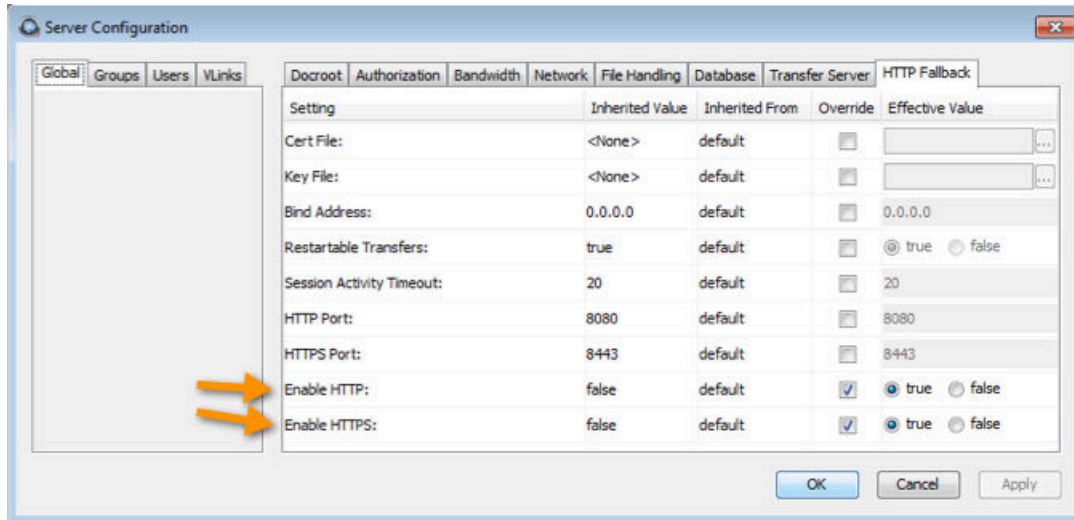 Server Configuration
Global Groups Users VLinks
Docroot Authorization Bandwidth Network File Handling Database Transfer Server HTTP Fallback
Setting Inherited Value Inherited From Override Effective Value
Cert File: <None> default ...
Key File: <None> default ...
Bind Address: 0.0.0.0 default 0.0.0.0
Restartable Transfers: true default true false
Session Activity Timeout: 20 default 20
HTTP Port: 8080 default 8080
HTTPS Port: 8443 default 8443
Enable HTTP: false default true false
Enable HTTPS: false default true false
OK Cancel Apply